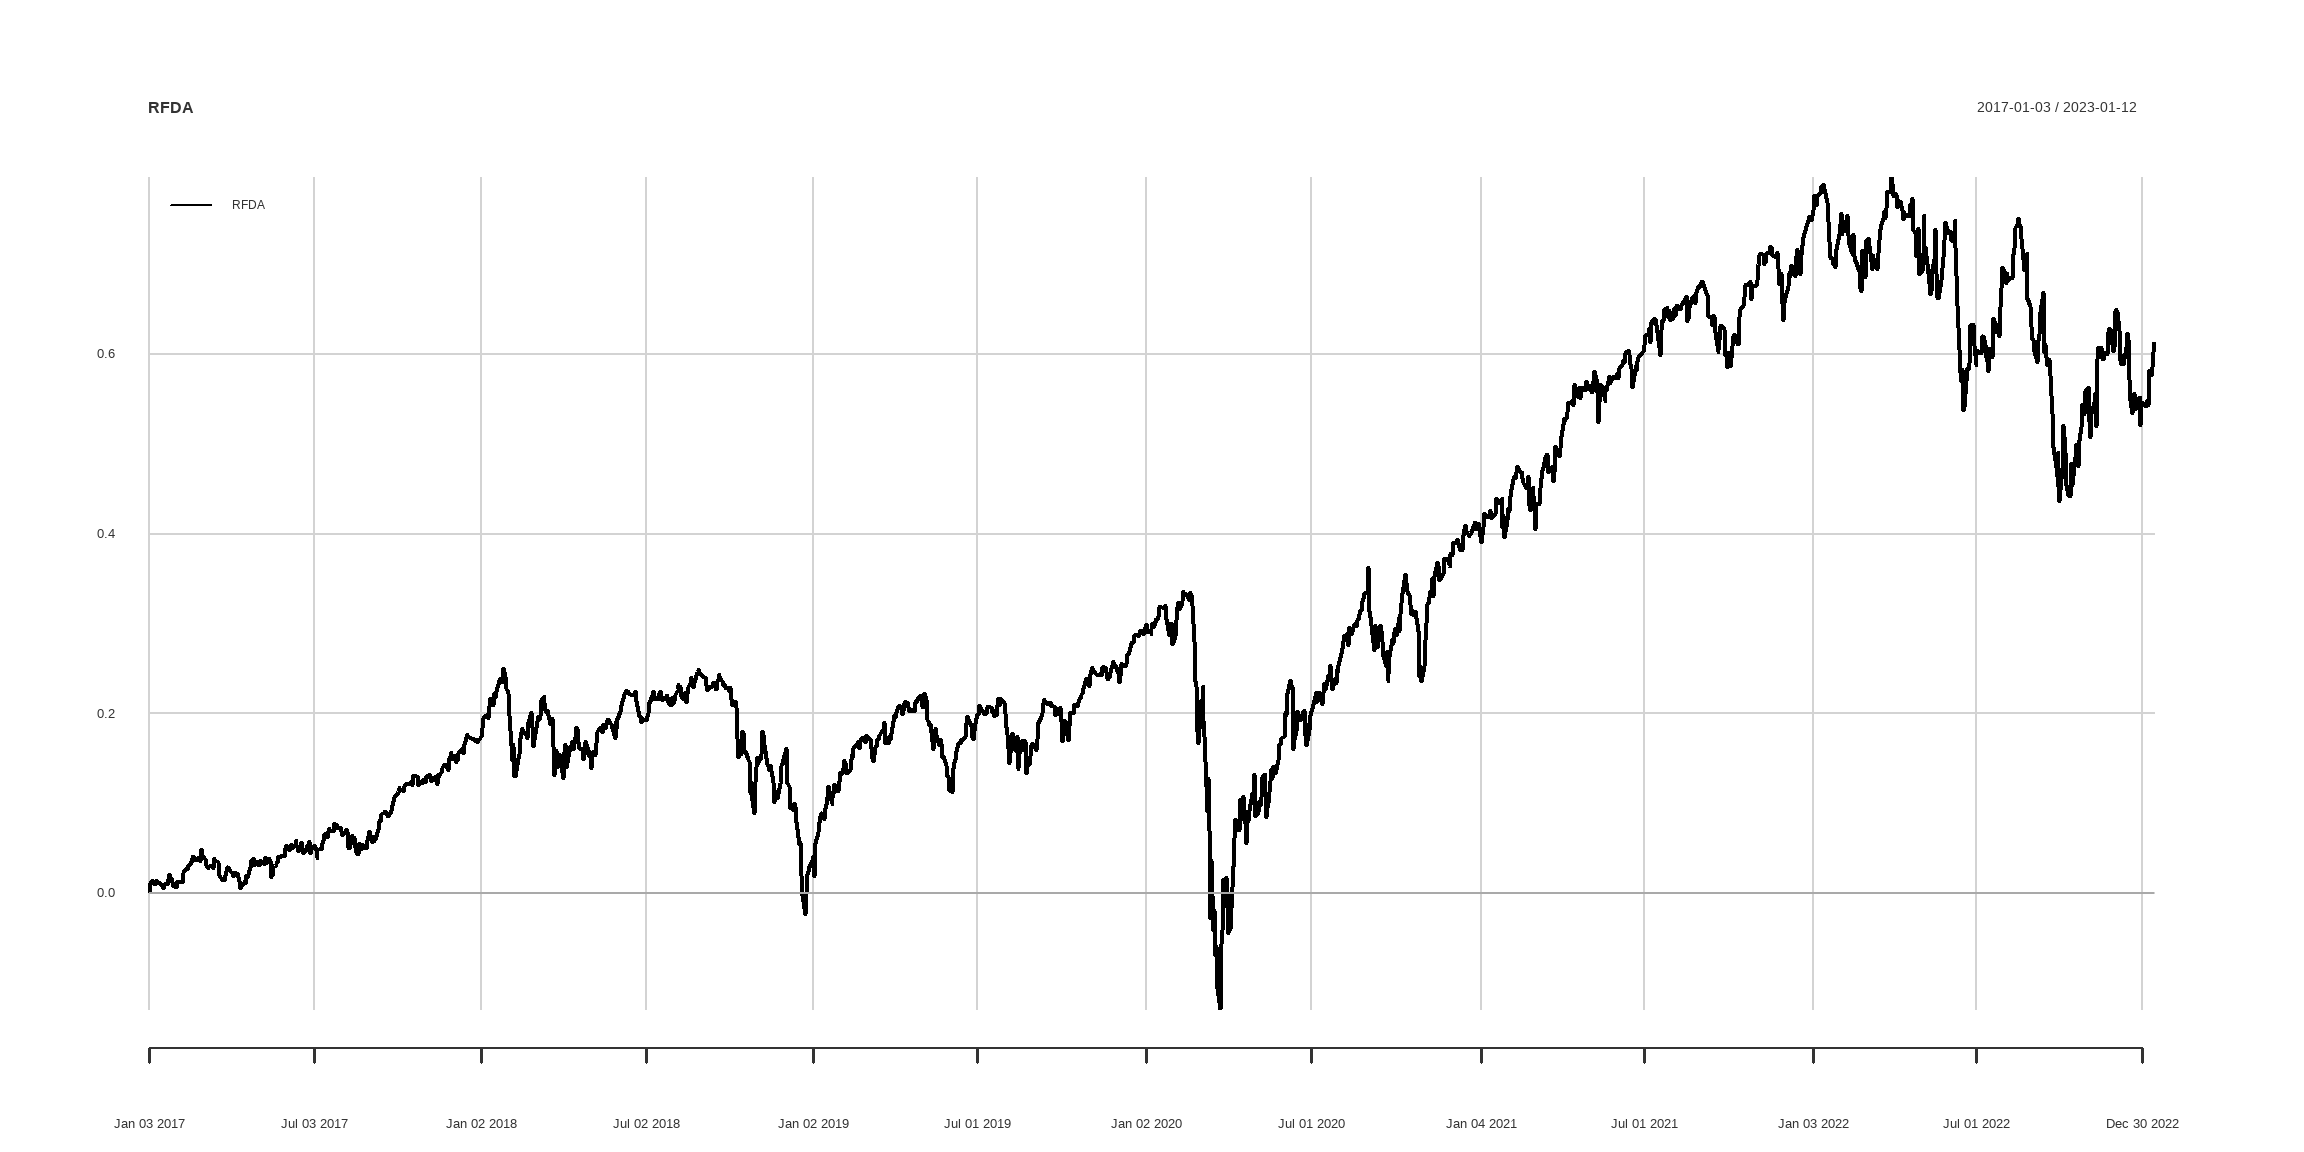 RFDA
2017-01-03 / 2023-01-12
RFDA
0.6
0.4
0.2
0.0
Jan 03 2017
Jul 03 2017
Jan 02 2018
Jul 02 2018
Jan 02 2019
Jul 01 2019
Jan 02 2020
Jul 01 2020
Jan 04 2021
Jul 01 2021
Jan 03 2022
Jul 01 2022
Dec 30 2022